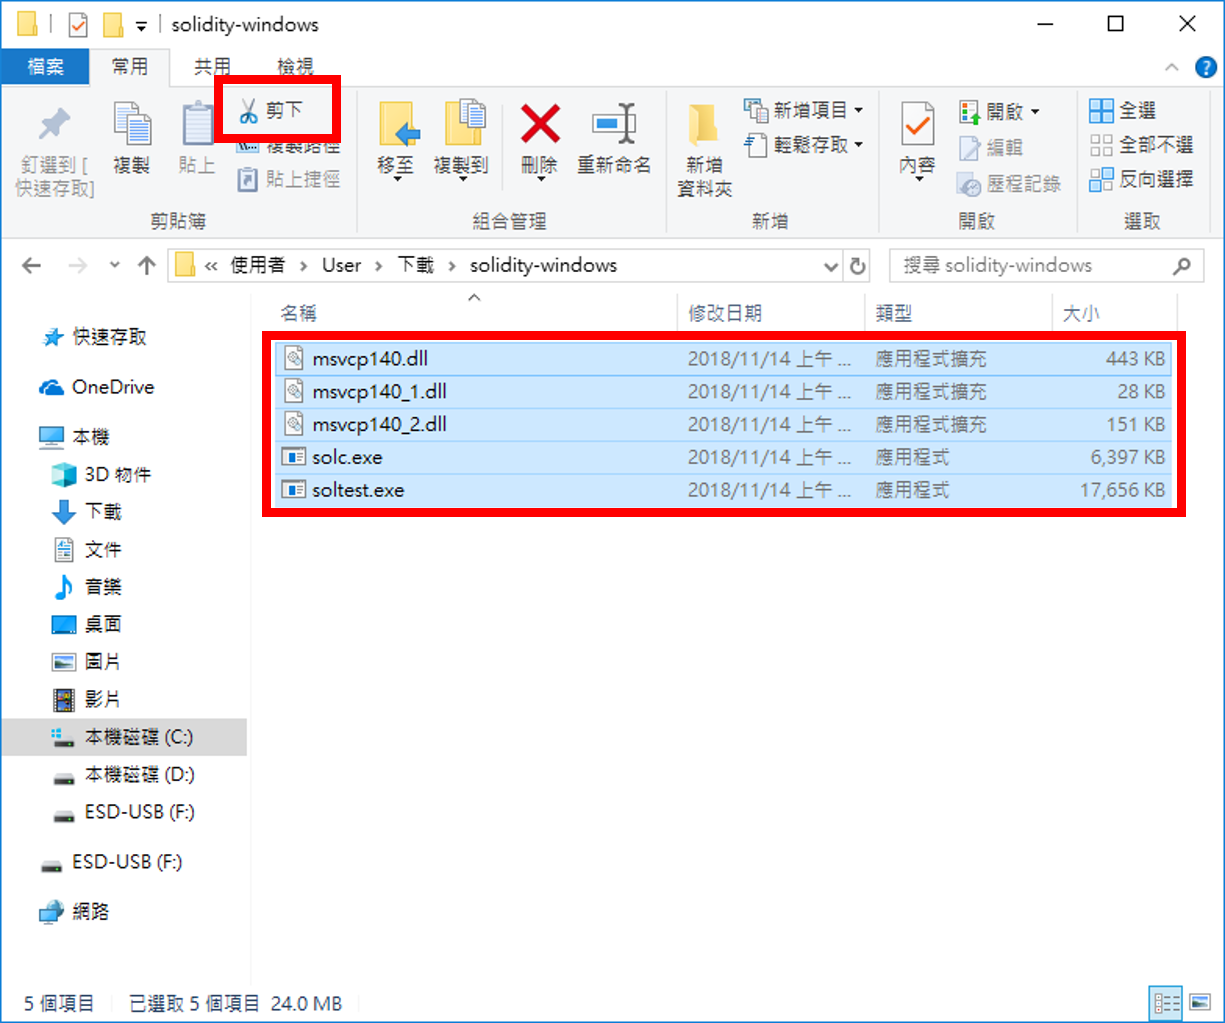 solidity-windows
檔案 常用 共用 檢視
釘選到 [快速存取]
複製
貼上
剪下
複製路徑
貼上捷徑
剪貼簿
移至
複製到
刪除
重新命名
組合管理
新增資料夾
新增項目
輕鬆存取
新增
內容
開啟
編輯
歷程記錄
開啟
全選
全部不選
反向選擇
選取
« 使用者 › User › 下載 › solidity-windows
搜尋 solidity-windows
名稱 修改日期 類型 大小
msvcp140.dll 2018/11/14 上午 ... 應用程式擴充 443 KB
msvcp140_1.dll 2018/11/14 上午 ... 應用程式擴充 28 KB
msvcp140_2.dll 2018/11/14 上午 ... 應用程式擴充 151 KB
solc.exe 2018/11/14 上午 ... 應用程式 6,397 KB
soltest.exe 2018/11/14 上午 ... 應用程式 17,656 KB
快速存取
OneDrive
本機
3D 物件
下載
文件
音樂
桌面
圖片
影片
本機磁碟 (C:)
本機磁碟 (D:)
ESD-USB (F:)
ESD-USB (F:)
網路
5 個項目 已選取 5 個項目 24.0 MB